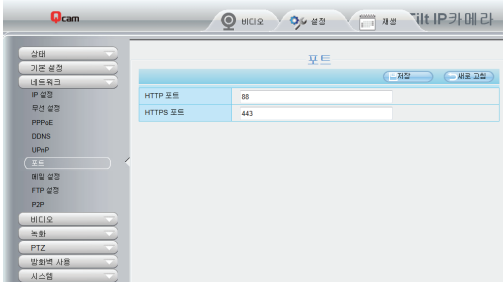 Qcam
비디오 설정 재생 Tilt IP카메라
상태
기본 설정
네트워크
IP 설정
무선 설정
PPPoE
DDNS
UPnP
포트
메일 설정
FTP 설정
P2P
비디오
녹화
PTZ
방화벽 사용
시스템
포트
저장 새로 고침
HTTP 포트 88
HTTPS 포트 443